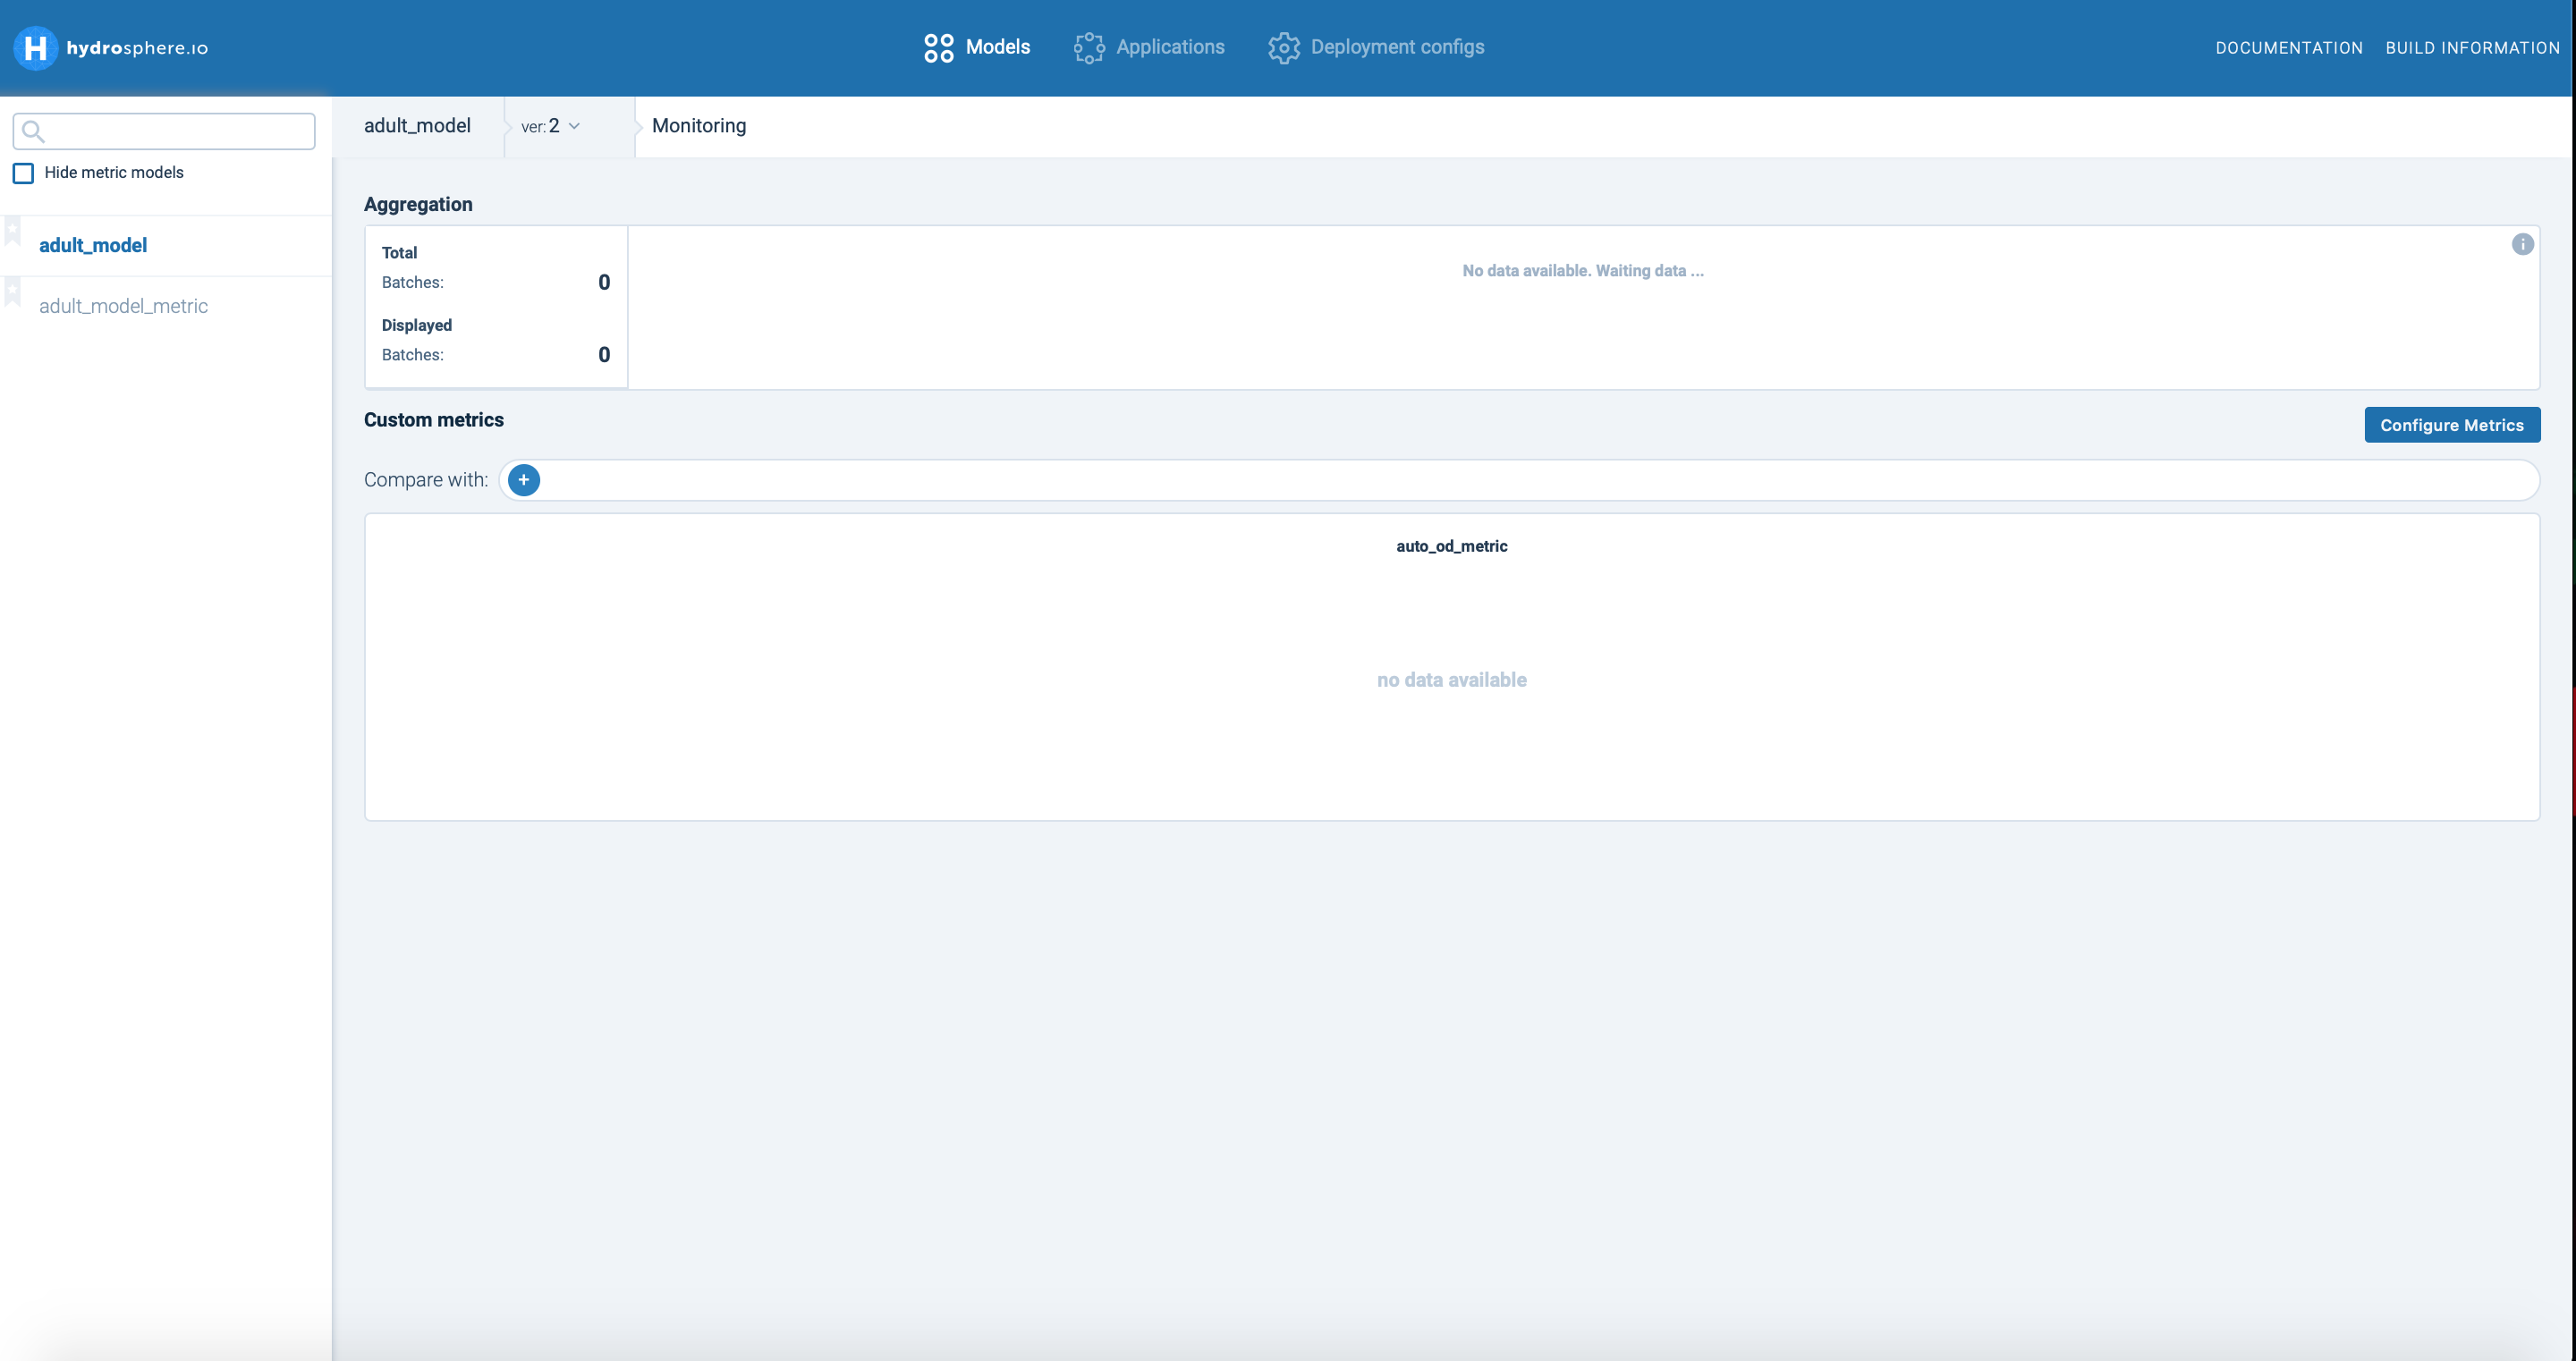 H hydrosphere.io
Models
Applications
Deployment configs
DOCUMENTATION
BUILD INFORMATION
adult_model
ver: 2
Monitoring
Hide metric models
adult_model
adult_model_metric
Aggregation
Total
Batches: 0
Displayed
Batches: 0
No data available. Waiting data ...
i
Custom metrics
Configure Metrics
Compare with: +
auto_od_metric
no data available